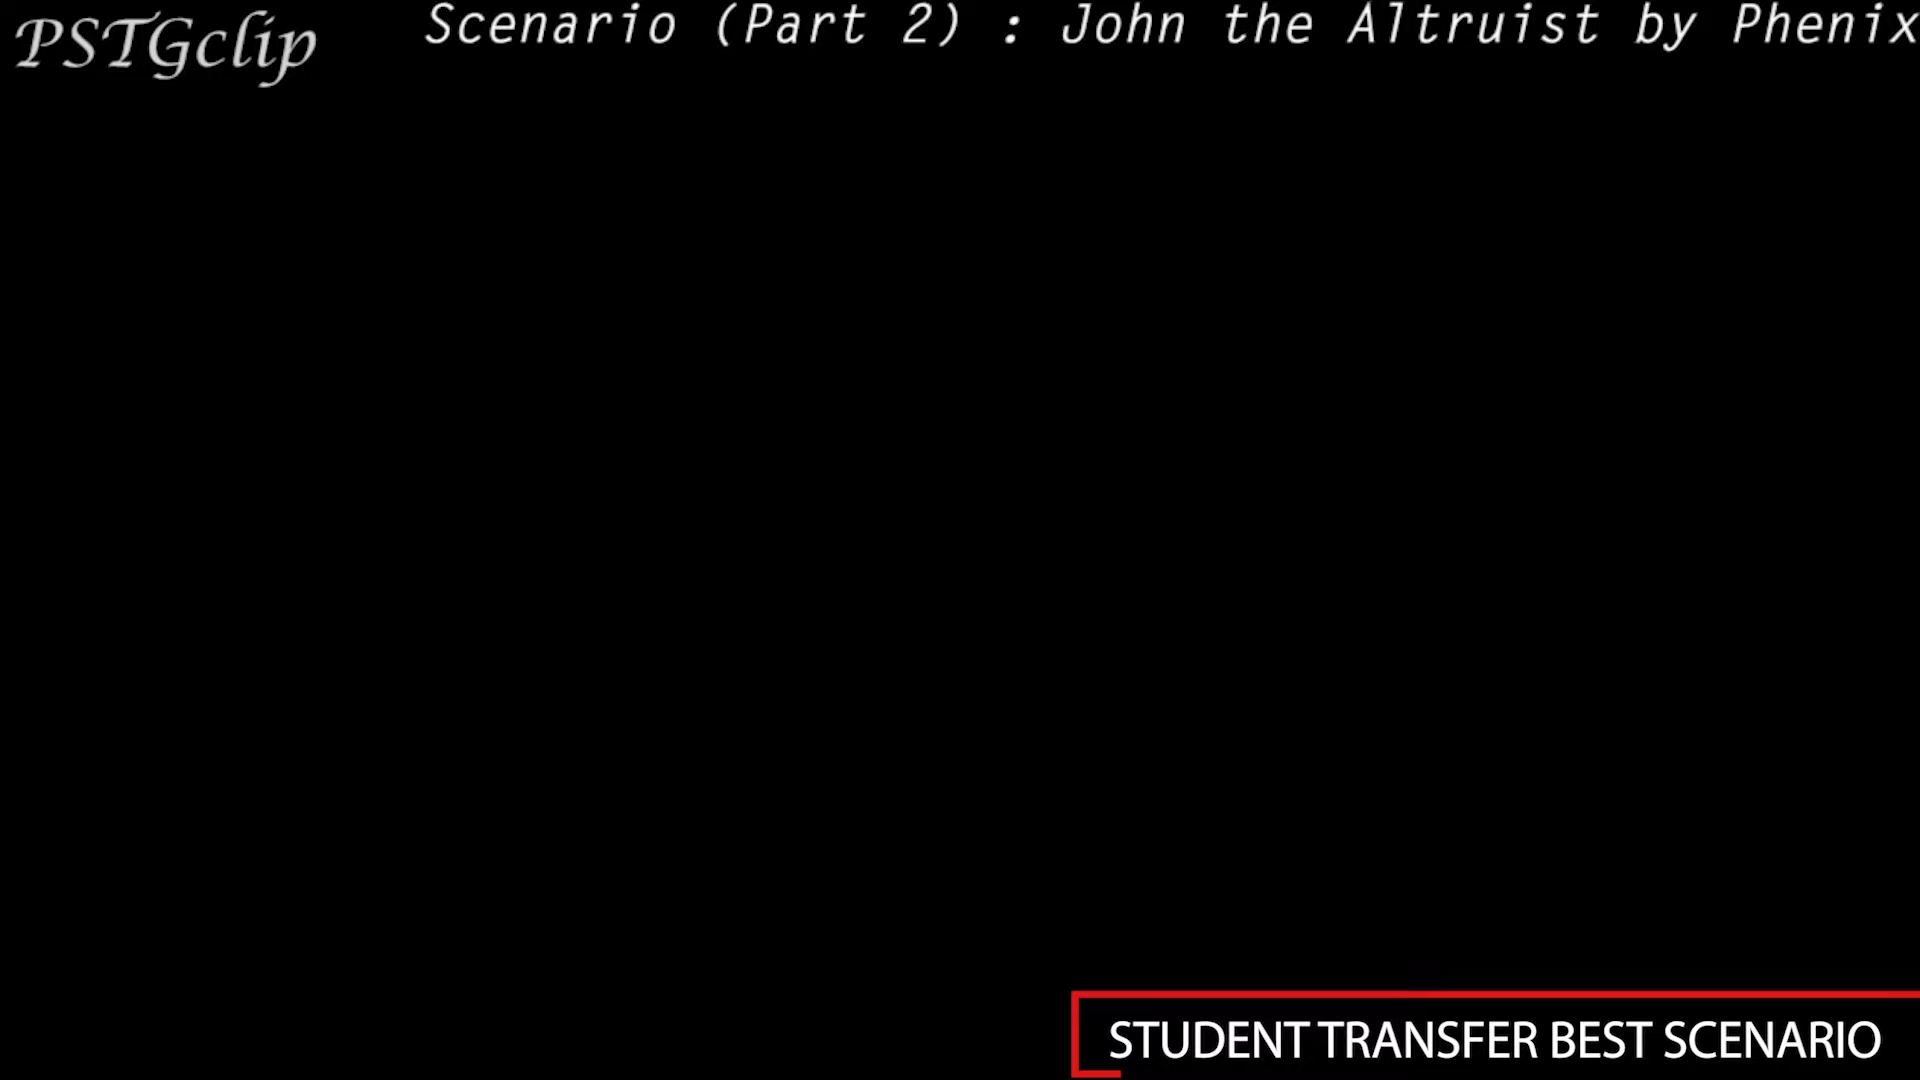 PSTGclip
Scenario (Part 2) : John the Altruist by Phenix
STUDENT TRANSFER BEST SCENARIO